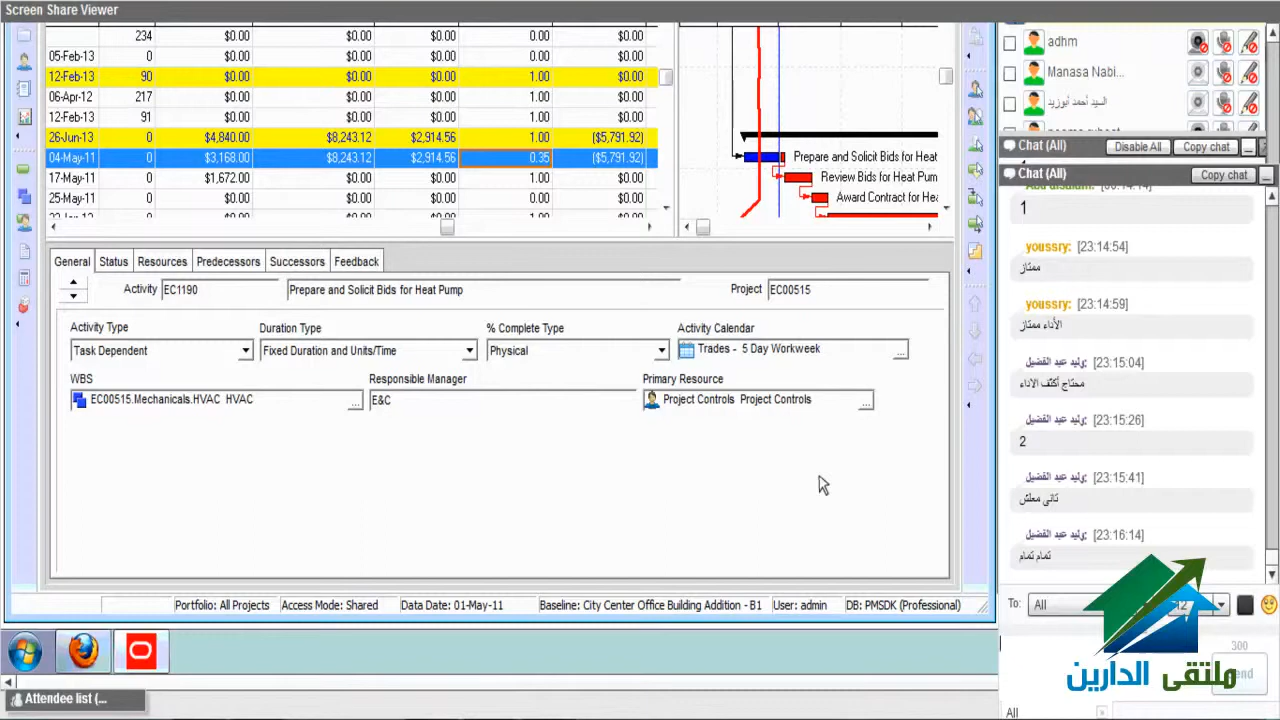 Screen Share Viewer
234 $0.00 $0.00 $0.00 0.00 $0.00
05-Feb-13 0 $0.00 $0.00 $0.00 0.00 $0.00
12-Feb-13 90 $0.00 $0.00 $0.00 1.00 $0.00
06-Apr-12 217 $0.00 $0.00 $0.00 0.00 $0.00
12-Feb-13 91 $0.00 $0.00 $0.00 1.00 $0.00
26-Jun-13 0 $4,840.00 $8,243.12 $2,914.56 1.00 ($5,791.92)
04-May-11 0 $3,168.00 $8,243.12 $2,914.56 0.35 ($5,791.92)
17-May-11 0 $1,672.00 $0.00 $0.00 0.00 $0.00
25-May-11 0 $0.00 $0.00 $0.00 0.00 $0.00
Prepare and Solicit Bids for Heat
Review Bids for Heat Pum
Award Contract for Hea
General Status Resources Predecessors Successors Feedback
Activity EC1190 Prepare and Solicit Bids for Heat Pump Project EC00515
Activity Type Duration Type % Complete Type Activity Calendar
Task Dependent Fixed Duration and Units/Time Physical Trades - 5 Day Workweek ...
WBS Responsible Manager Primary Resource
EC00515.Mechanicals.HVAC HVAC ... E&C Project Controls Project Controls ...
Portfolio: All Projects Access Mode: Shared Data Date: 01-May-11 Baseline: City Center Office Building Addition - B1 User: admin DB: PMSDK (Professional)
Attendee list (...
adhm
Manasa Nabi...
السيد أحمد أبوزيد
Chat (All) Disable All Copy chat
Chat (All) Copy chat
1
youssry: [23:14:54]
ممتاز
youssry: [23:14:59]
الأداء ممتاز
وليد عبد الفضيل: [23:15:04]
محتاج أكثف الاداء
وليد عبد الفضيل: [23:15:26]
2
وليد عبد الفضيل: [23:15:41]
تانى معلش
وليد عبد الفضيل: [23:16:14]
تمام تمام
To: All 12
300
ملتقى الدارين
All